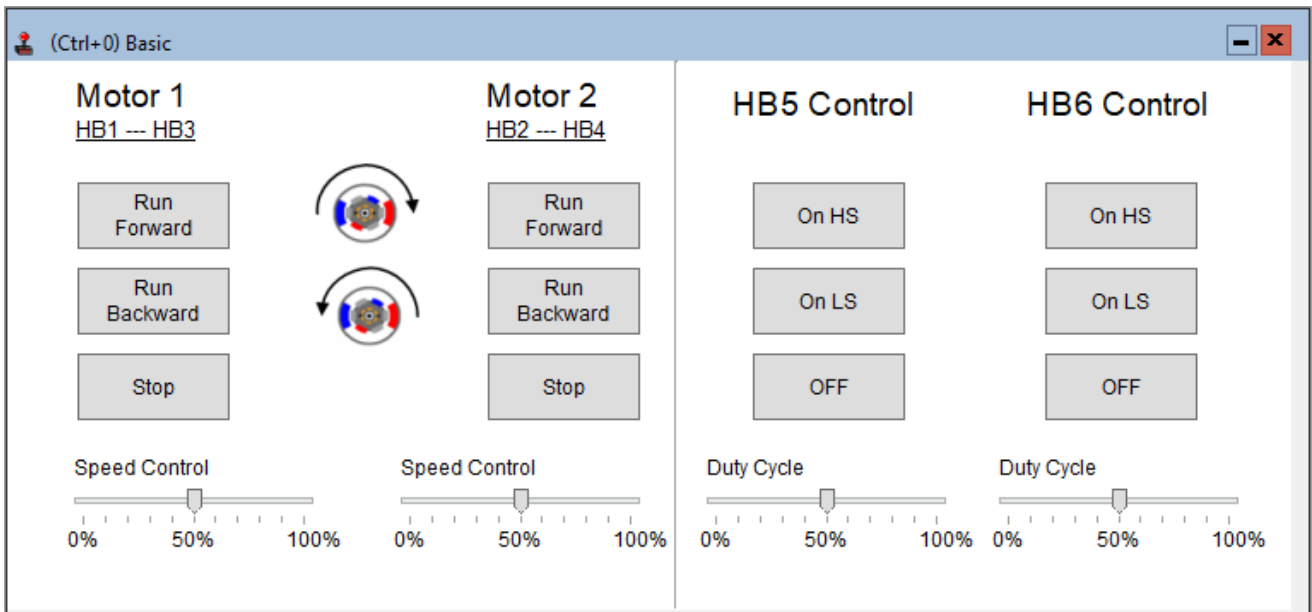 (Ctrl+0) Basic
Motor 1
HB1 --- HB3
Run
Forward
Run
Backward
Stop
Speed Control
0% 50% 100%
Motor 2
HB2 --- HB4
Run
Forward
Run
Backward
Stop
Speed Control
0% 50% 100%
HB5 Control
On HS
On LS
OFF
Duty Cycle
0% 50% 100%
HB6 Control
On HS
On LS
OFF
Duty Cycle
0% 50% 100%